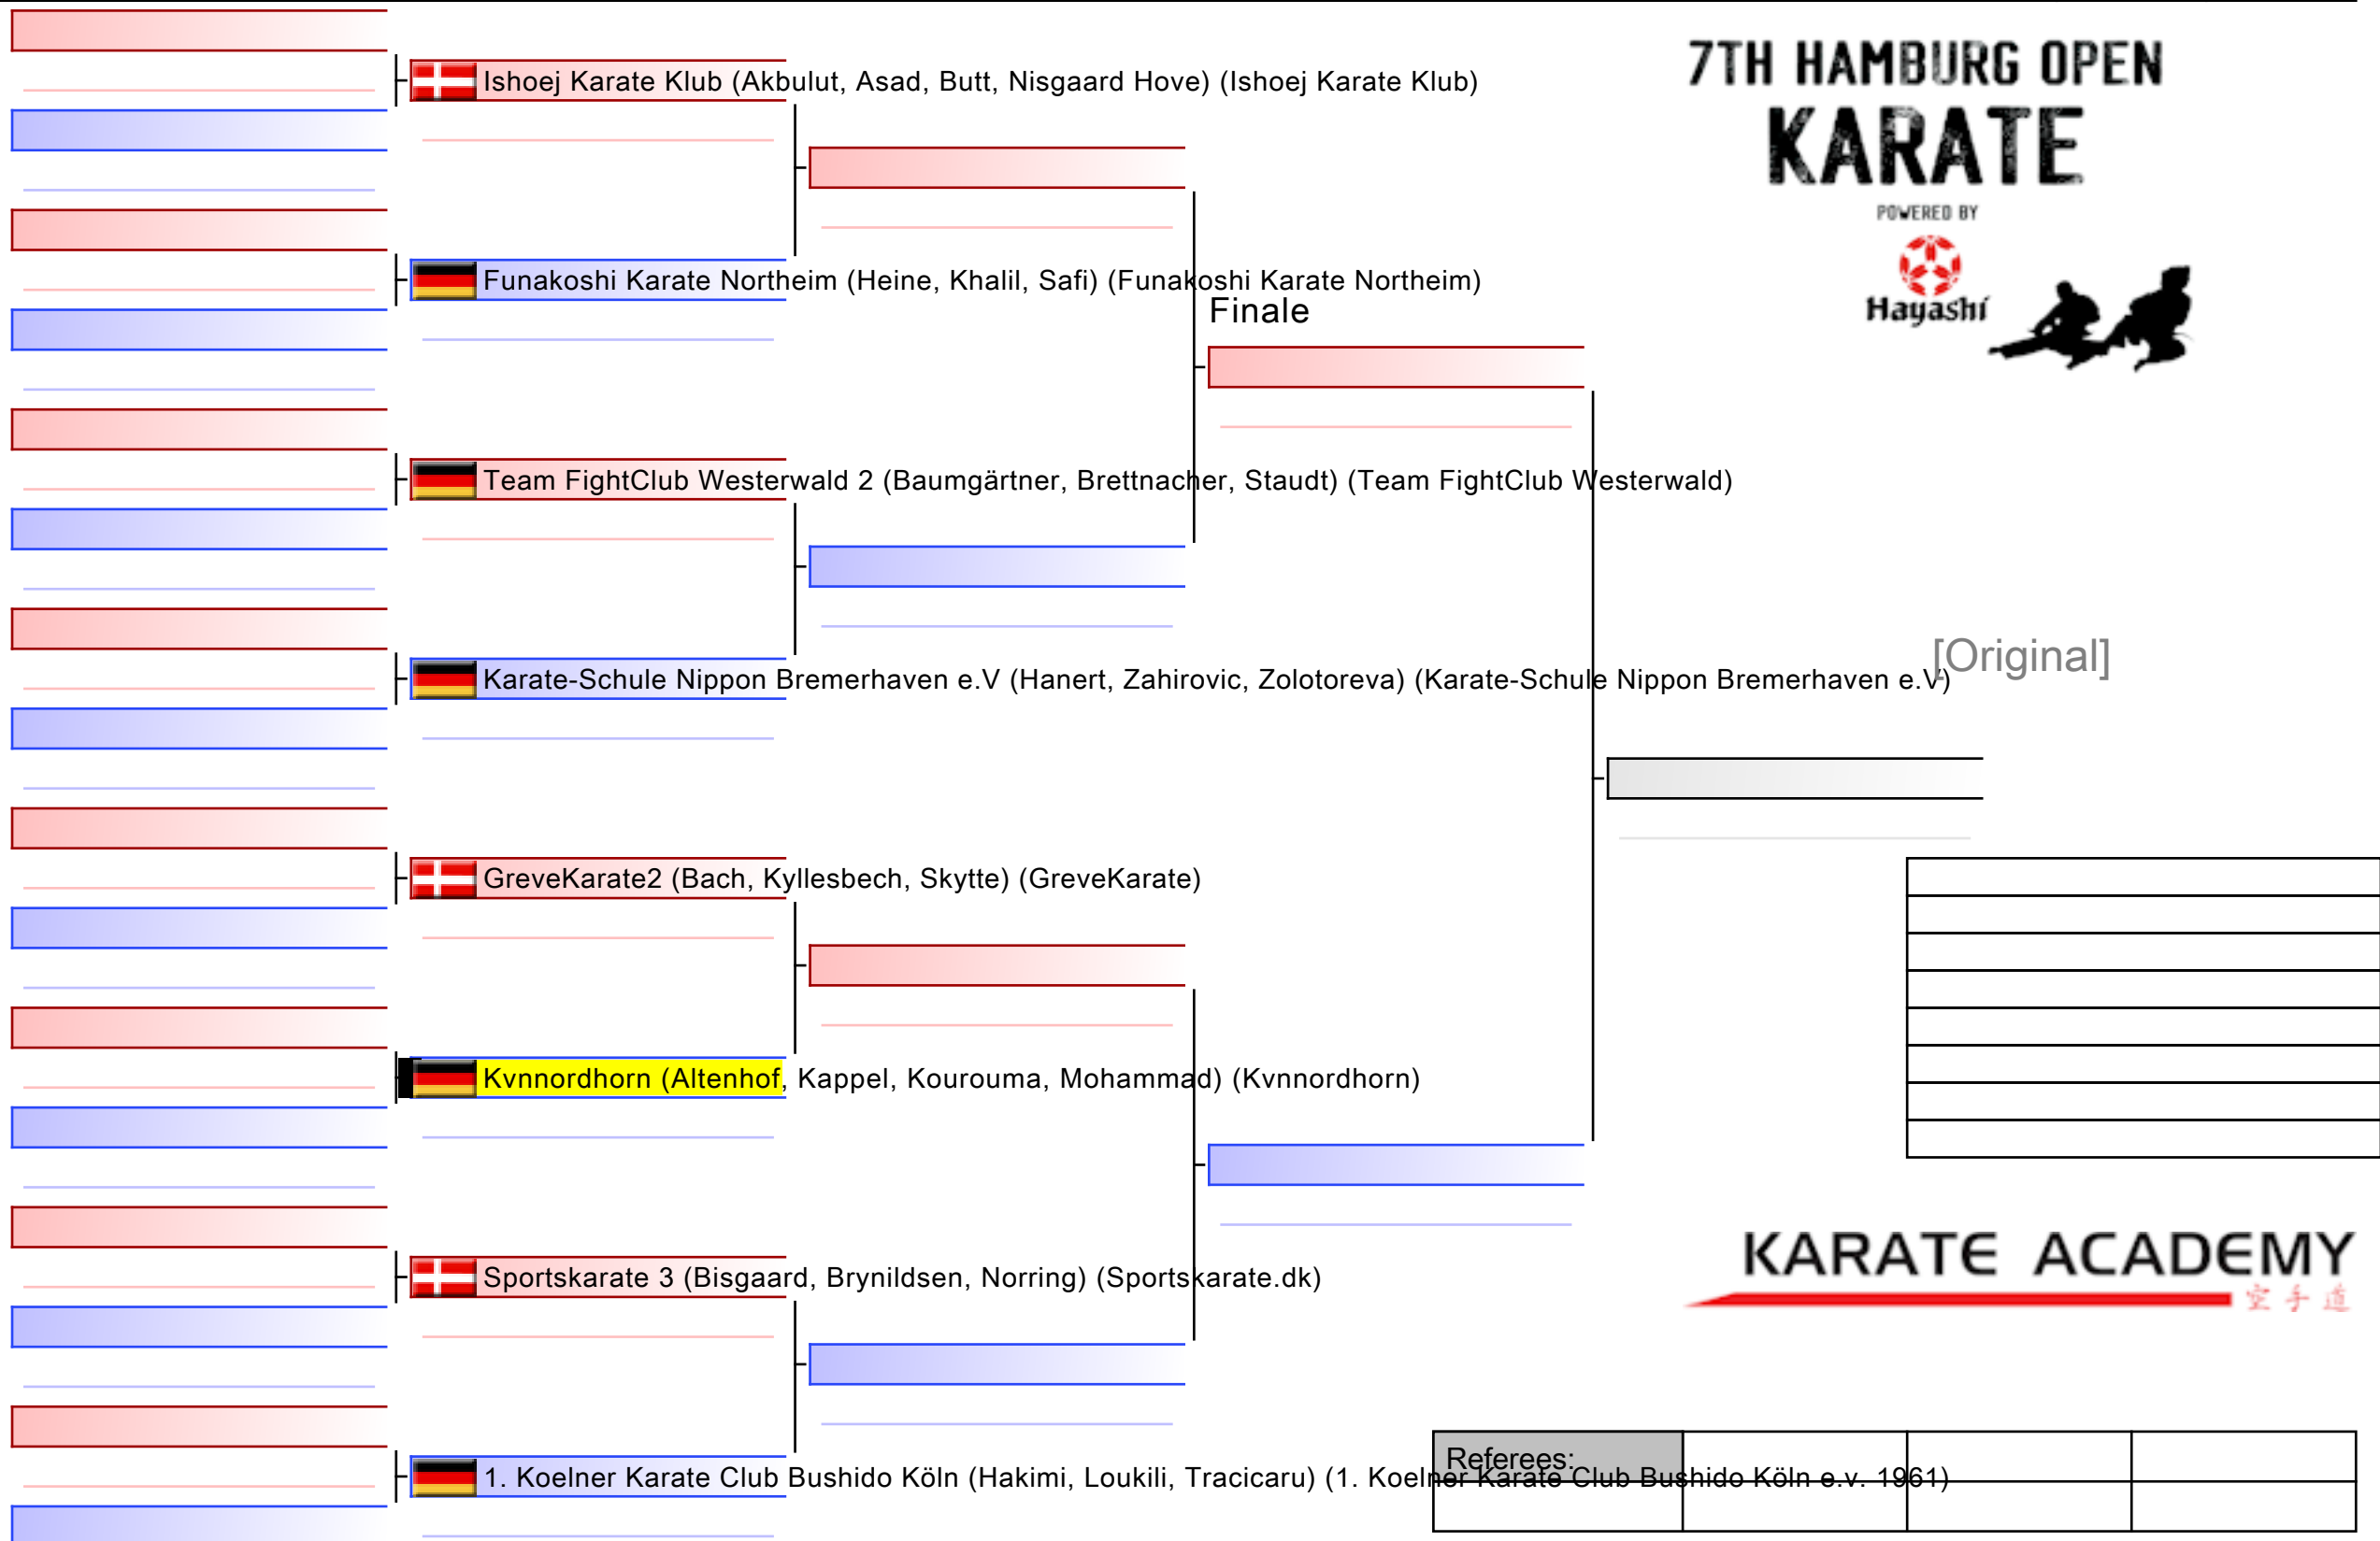 7TH HAMBURG OPEN
KARATE
POWERED BY
Hayashi
Ishoej Karate Klub (Akbulut, Asad, Butt, Nisgaard Hove) (Ishoej Karate Klub)
Funakoshi Karate Northeim (Heine, Khalil, Safi) (Funakoshi Karate Northeim)
Finale
Team FightClub Westerwald 2 (Baumgärtner, Brettnacher, Staudt) (Team FightClub Westerwald)
[Original]
Karate-Schule Nippon Bremerhaven e.V (Hanert, Zahirovic, Zolotoreva) (Karate-Schule Nippon Bremerhaven e.V)
GreveKarate2 (Bach, Kyllesbech, Skytte) (GreveKarate)
Kvnnordhorn (Altenhof, Kappel, Kourouma, Mohammad) (Kvnnordhorn)
KARATE ACADEMY
空手道
Sportskarate 3 (Bisgaard, Brynildsen, Norring) (Sportskarate.dk)
Referees:
1. Koelner Karate Club Bushido Köln (Hakimi, Loukili, Tracicaru) (1. Koelner Karate Club Bushido Köln e.v. 1961)